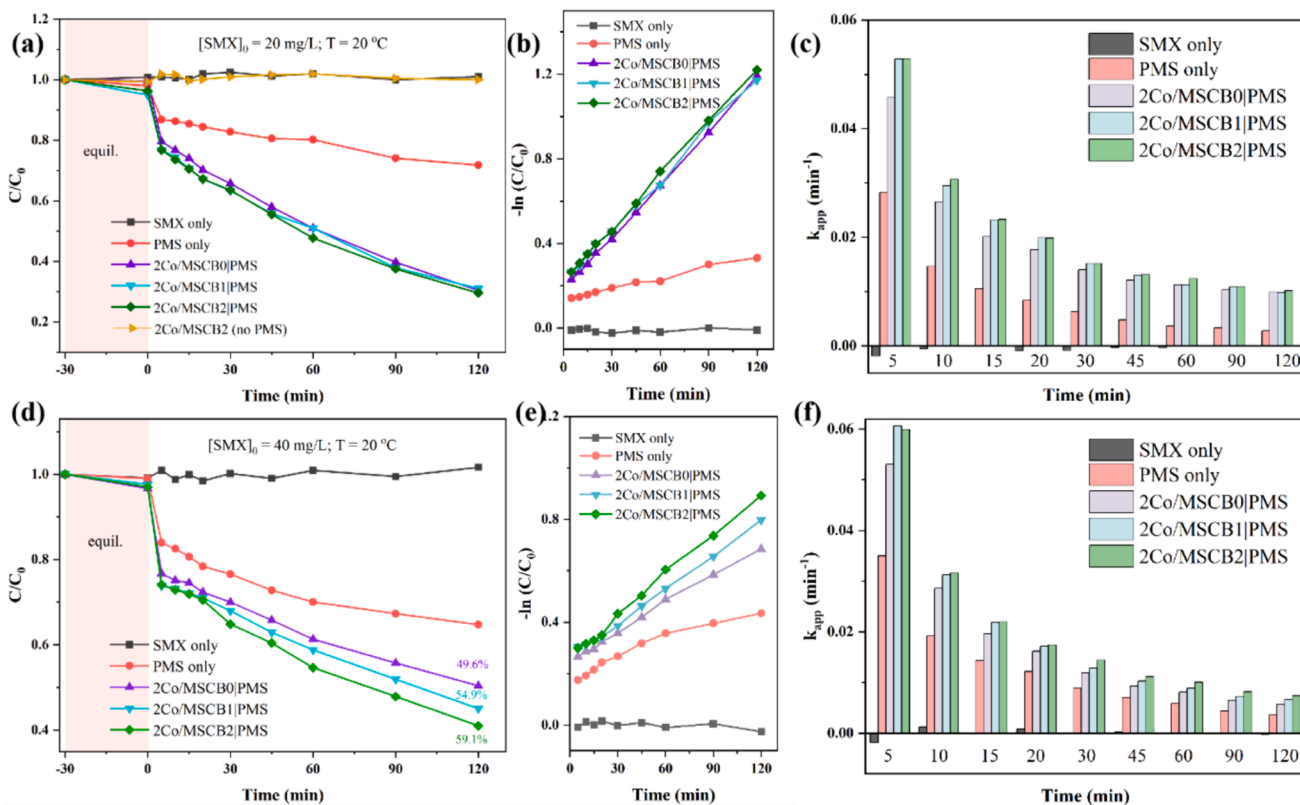 (a)
[SMX]₀ = 20 mg/L; T = 20 °C
equil.
SMX only
PMS only
2Co/MSCB0|PMS
2Co/MSCB1|PMS
2Co/MSCB2|PMS
2Co/MSCB2 (no PMS)
C/C₀
1.2
1.0
0.8
0.6
0.4
0.2
-30
0
30
60
90
120
Time (min)
(b)
SMX only
PMS only
2Co/MSCB0|PMS
2Co/MSCB1|PMS
2Co/MSCB2|PMS
-ln (C/C₀)
1.2
0.8
0.4
0.0
0
15
30
45
60
75
90
105
120
Time (min)
(c)
SMX only
PMS only
2Co/MSCB0|PMS
2Co/MSCB1|PMS
2Co/MSCB2|PMS
kapp (min⁻¹)
0.06
0.04
0.02
0.00
5
10
15
20
30
45
60
90
120
Time (min)
(d)
[SMX]₀ = 40 mg/L; T = 20 °C
equil.
SMX only
PMS only
2Co/MSCB0|PMS
2Co/MSCB1|PMS
2Co/MSCB2|PMS
49.6%
54.9%
59.1%
C/C₀
1.0
0.8
0.6
0.4
-30
0
30
60
90
120
Time (min)
(e)
SMX only
PMS only
2Co/MSCB0|PMS
2Co/MSCB1|PMS
2Co/MSCB2|PMS
-ln (C/C₀)
1.2
0.8
0.4
0.0
0
15
30
45
60
75
90
105
120
Time (min)
(f)
SMX only
PMS only
2Co/MSCB0|PMS
2Co/MSCB1|PMS
2Co/MSCB2|PMS
kapp (min⁻¹)
0.06
0.04
0.02
0.00
5
10
15
20
30
45
60
90
120
Time (min)